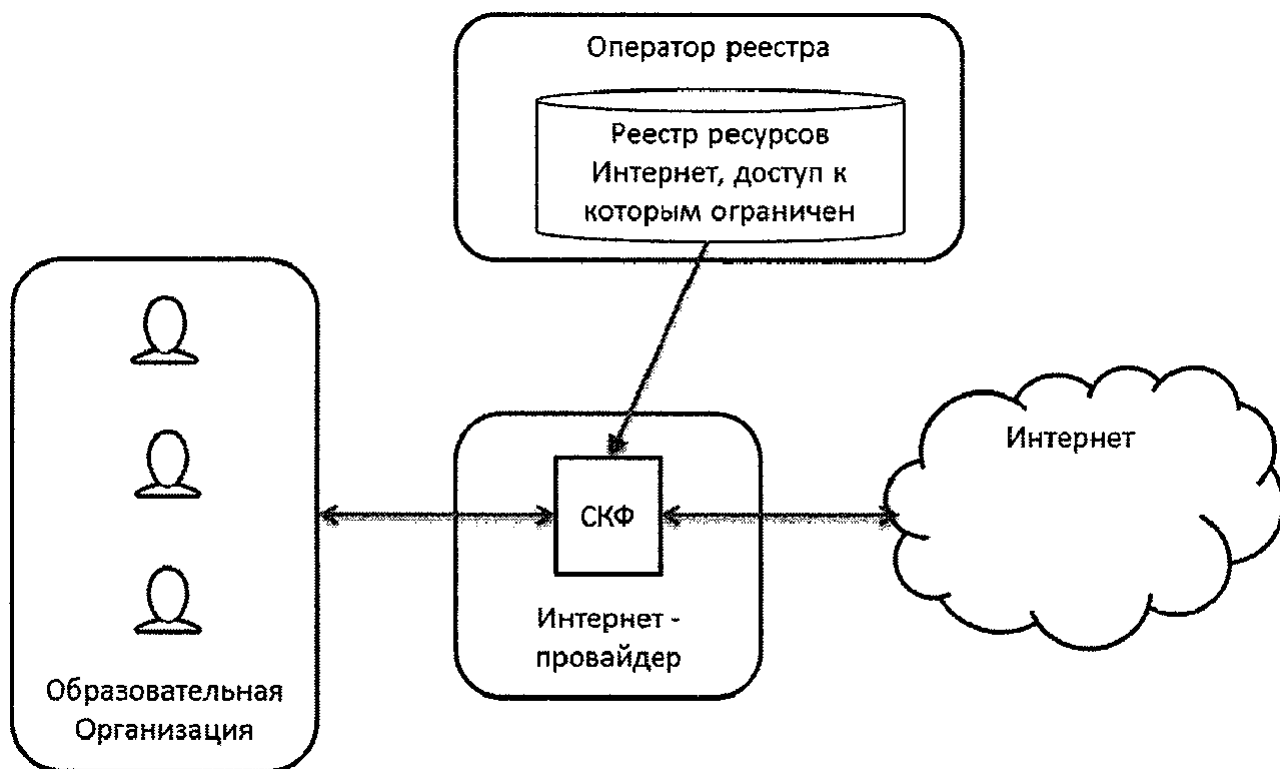 Оператор реестра
Реестр ресурсов
Интернет, доступ к
которым ограничен
Интернет
СКФ
Интернет -
провайдер
Образовательная
Организация